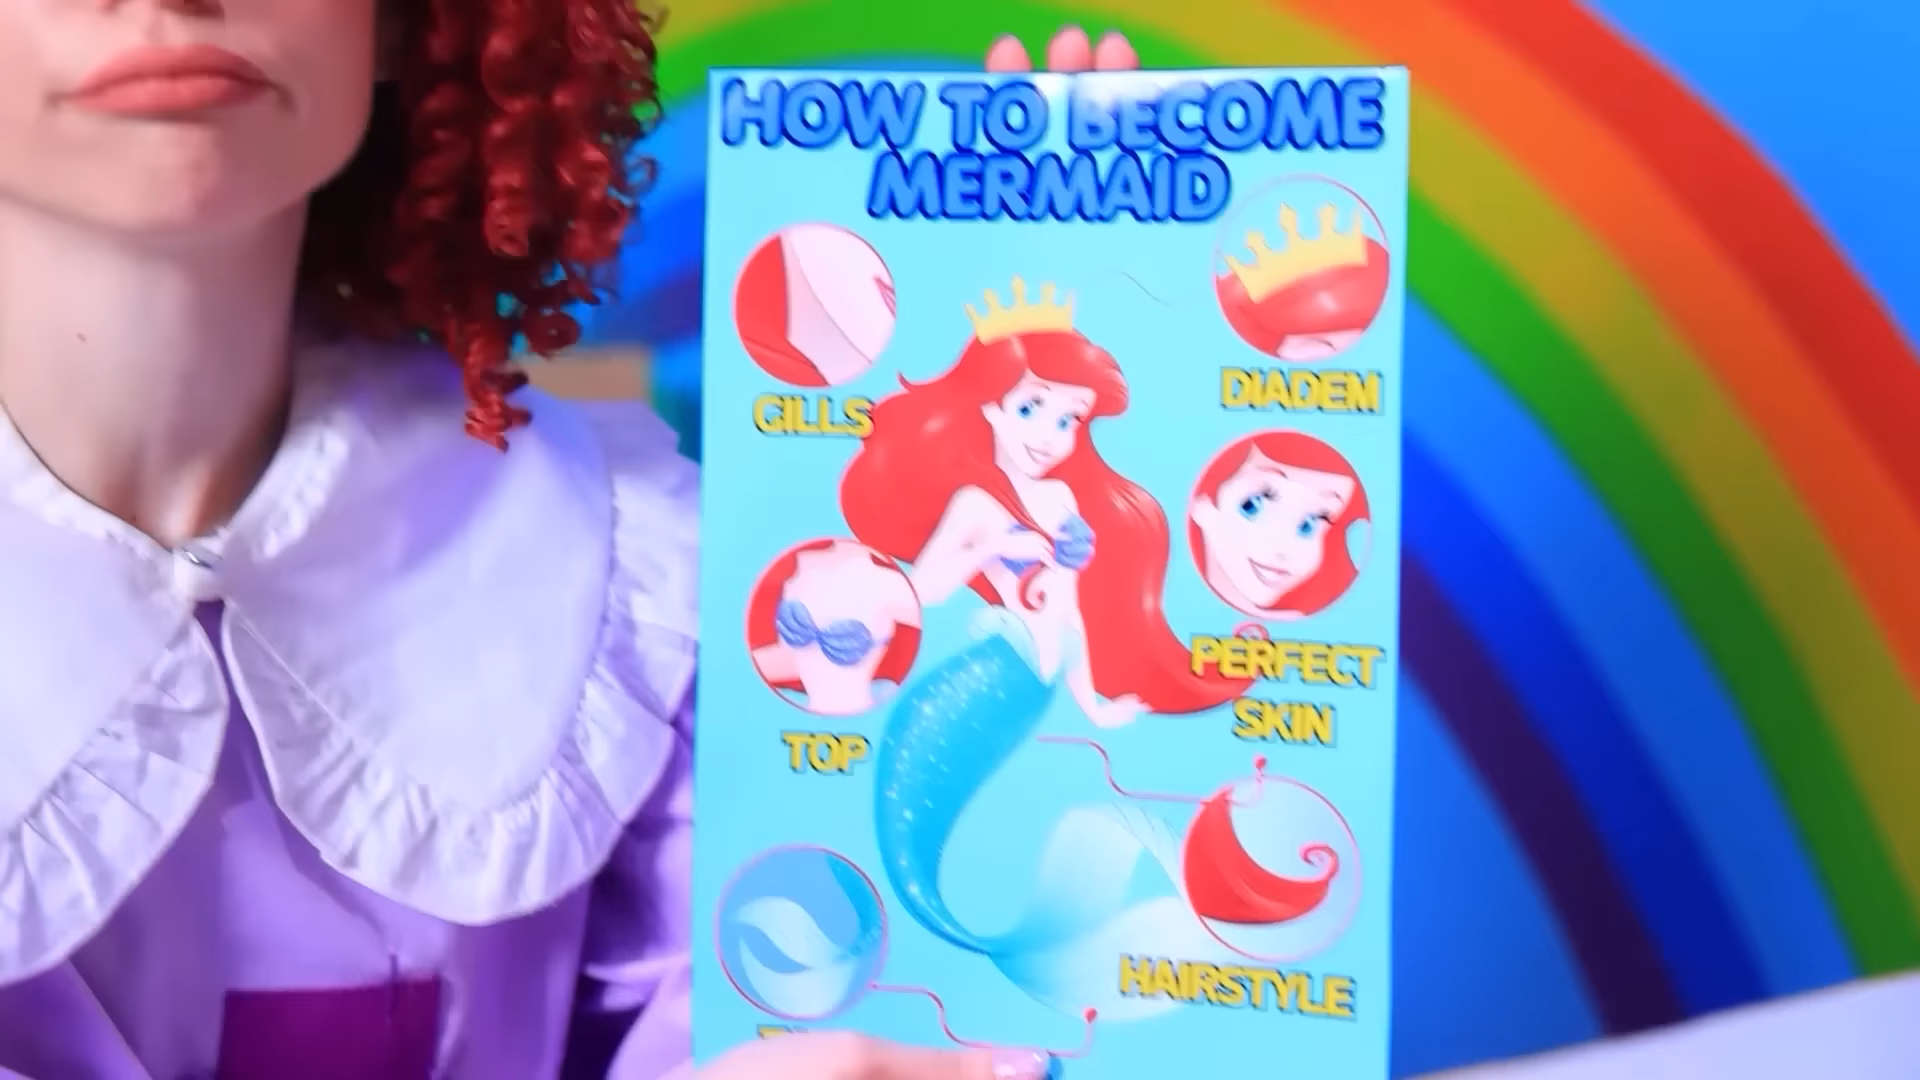 HOW TO BECOME
MERMAID
GILLS
DIADEM
PERFECT
SKIN
TOP
HAIRSTYLE